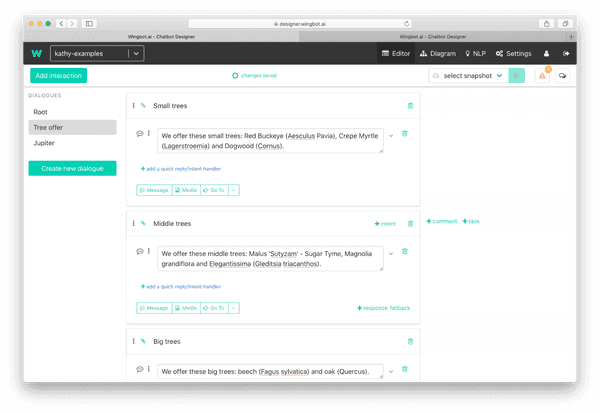 designer.wingbot.ai
Wingbot.ai - Chatbot Designer
Wingbot.ai - Chatbot Designer
W
kathy-examples
Editor
Diagram
NLP
Settings
Add Interaction
changes saved
select snapshot
DIALOGUES
Root
Tree offer
Jupiter
Create new dialogue
Small trees
We offer these small trees: Red Buckeye (Aesculus Pavia), Crepe Myrtle
(Lagerstroemia) and Dogwood (Cornus).
+ add a quick reply/intent handler
Message
Media
Go To
Middle trees
+ intent
+ comment
+ task
We offer these middle trees: Malus 'Sutyzam' - Sugar Tyme, Magnolia
grandiflora and Elegantissima (Gleditsia triacanthos).
+ add a quick reply/intent handler
Message
Media
Go To
+ response fallback
Big trees
We offer these big trees: beech (Fagus sylvatica) and oak (Quercus).